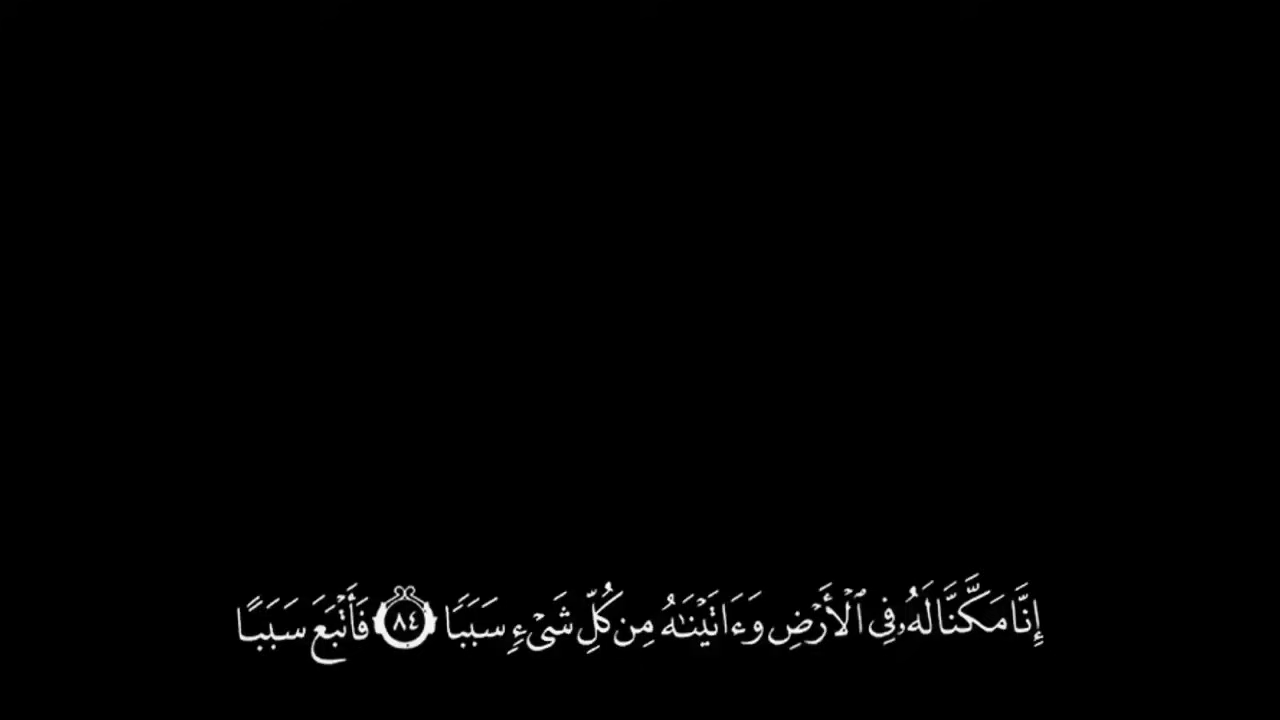 إِنَّا مَكَّنَّا لَهُۥ فِى ٱلْأَرْضِ وَءَاتَيْنَٰهُ مِن كُلِّ شَىْءٍ سَبَبًا ٨٤ فَأَتْبَعَ سَبَبًا